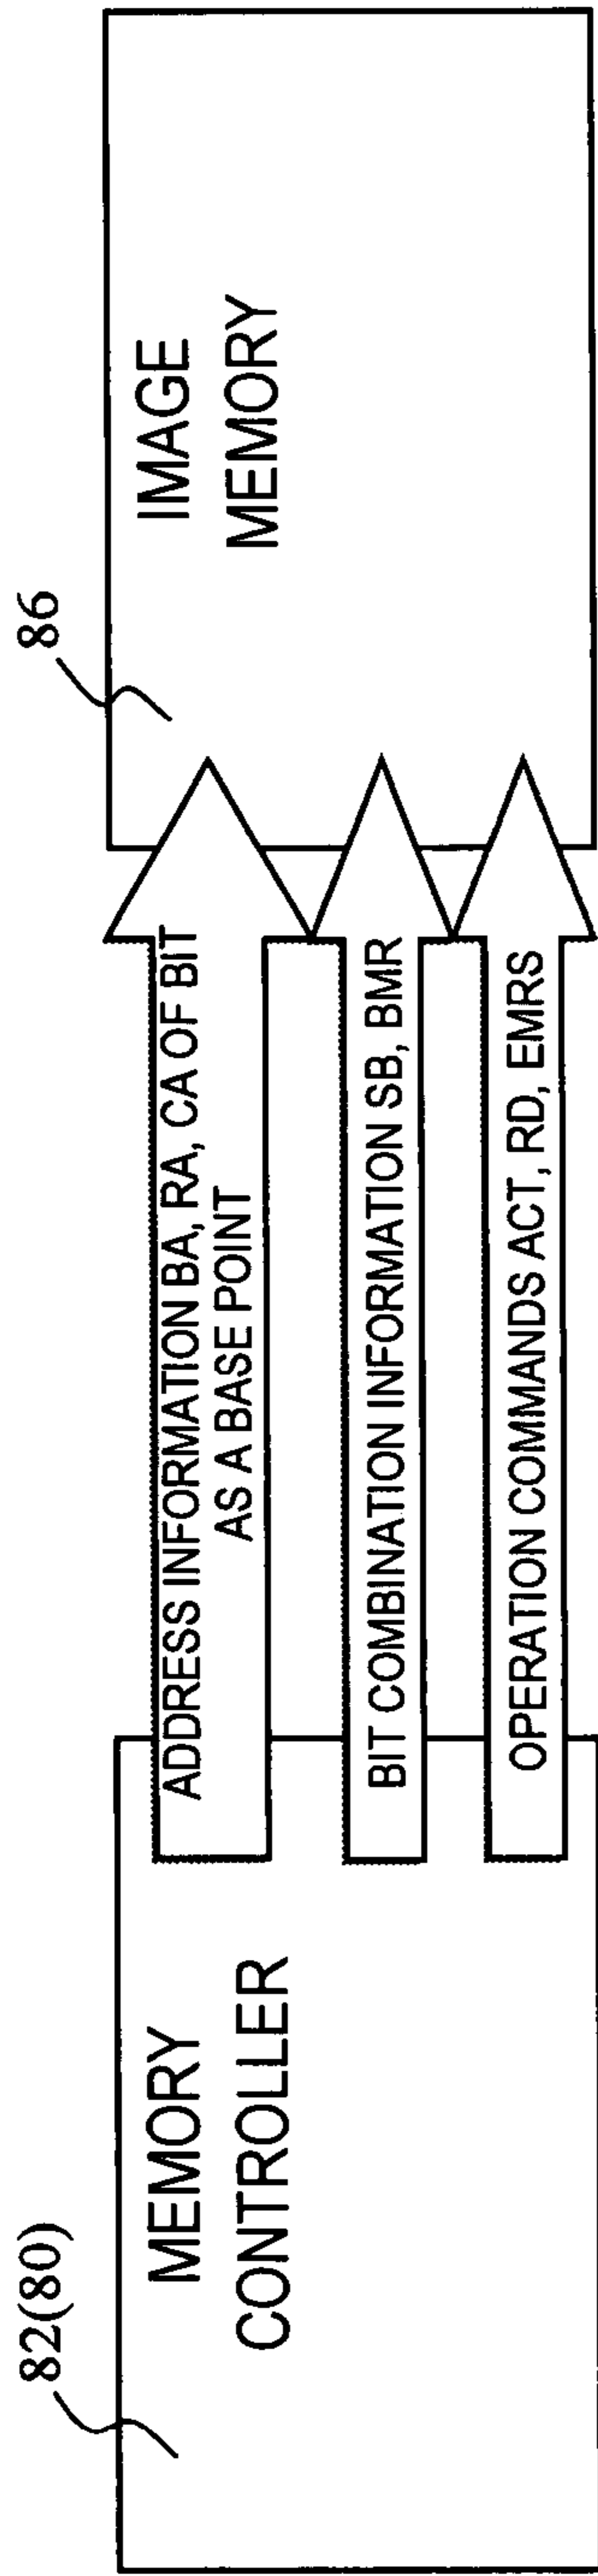 82(80)
MEMORY
CONTROLLER
ADDRESS INFORMATION BA, RA, CA OF BIT
AS A BASE POINT
BIT COMBINATION INFORMATION SB, BMR
OPERATION COMMANDS ACT, RD, EMRS
86
IMAGE
MEMORY